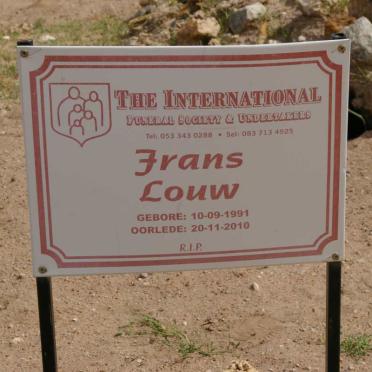 THE INTERNATIONAL
FUNERAL SOCIETY & UNDERTAKERS
Tel: 053 343 0288 • Sel: 083 713 4925
Frans
Louw
GEBORE: 10-09-1991
OORLEDE: 20-11-2010
R.I.P.